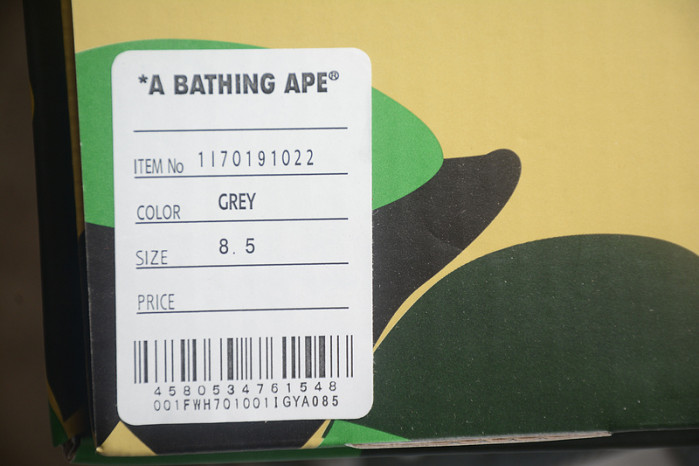 *A BATHING APE®
ITEM No 1I70191022
COLOR GREY
SIZE 8.5
PRICE
4580534761548
001FWH701001IGYA085